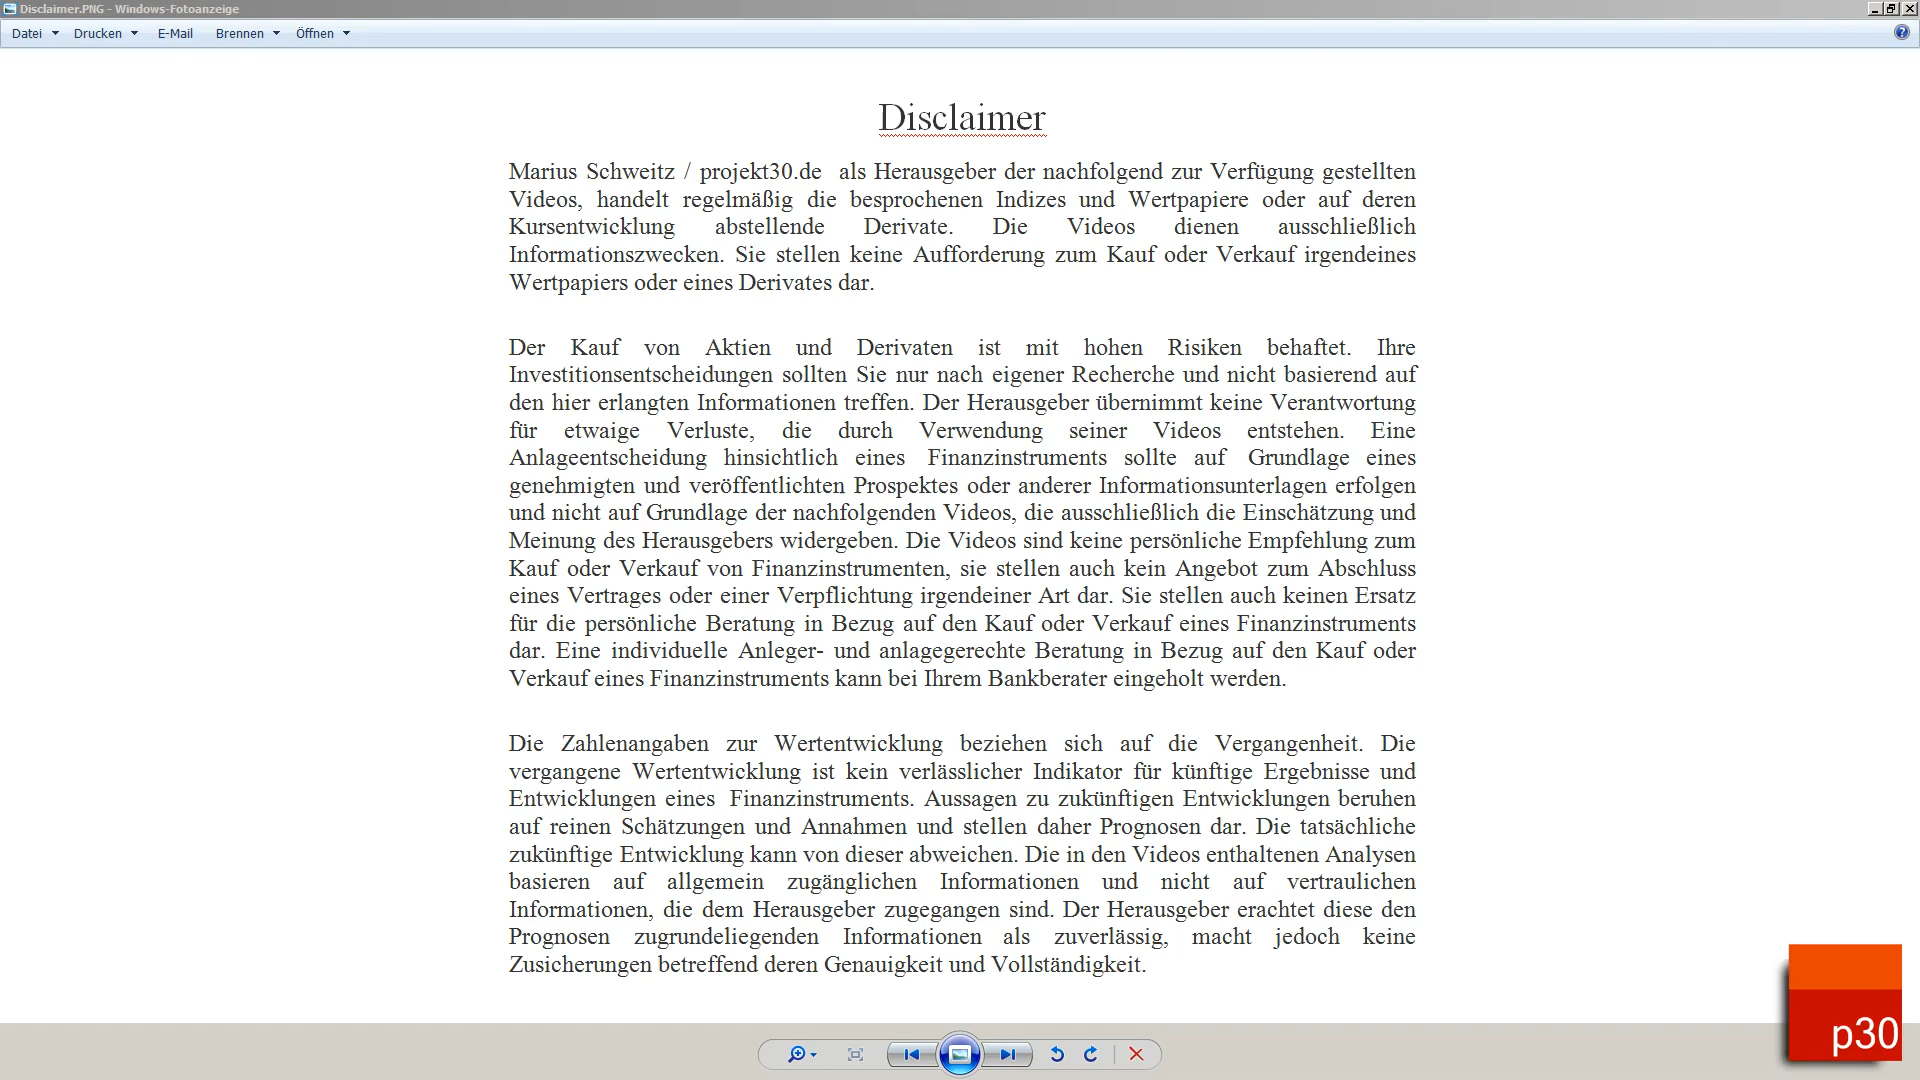 Disclaimer.PNG - Windows-Fotoanzeige
Datei Drucken E-Mail Brennen Öffnen
Disclaimer
Marius Schweitz / projekt30.de als Herausgeber der nachfolgend zur Verfügung gestellten
Videos, handelt regelmäßig die besprochenen Indizes und Wertpapiere oder auf deren
Kursentwicklung abstellende Derivate. Die Videos dienen ausschließlich
Informationszwecken. Sie stellen keine Aufforderung zum Kauf oder Verkauf irgendeines
Wertpapiers oder eines Derivates dar.
Der Kauf von Aktien und Derivaten ist mit hohen Risiken behaftet. Ihre
Investitionsentscheidungen sollten Sie nur nach eigener Recherche und nicht basierend auf
den hier erlangten Informationen treffen. Der Herausgeber übernimmt keine Verantwortung
für etwaige Verluste, die durch Verwendung seiner Videos entstehen. Eine
Anlageentscheidung hinsichtlich eines Finanzinstruments sollte auf Grundlage eines
genehmigten und veröffentlichten Prospektes oder anderer Informationsunterlagen erfolgen
und nicht auf Grundlage der nachfolgenden Videos, die ausschließlich die Einschätzung und
Meinung des Herausgebers widergeben. Die Videos sind keine persönliche Empfehlung zum
Kauf oder Verkauf von Finanzinstrumenten, sie stellen auch kein Angebot zum Abschluss
eines Vertrages oder einer Verpflichtung irgendeiner Art dar. Sie stellen auch keinen Ersatz
für die persönliche Beratung in Bezug auf den Kauf oder Verkauf eines Finanzinstruments
dar. Eine individuelle Anleger- und anlagegerechte Beratung in Bezug auf den Kauf oder
Verkauf eines Finanzinstruments kann bei Ihrem Bankberater eingeholt werden.
Die Zahlenangaben zur Wertentwicklung beziehen sich auf die Vergangenheit. Die
vergangene Wertentwicklung ist kein verlässlicher Indikator für künftige Ergebnisse und
Entwicklungen eines Finanzinstruments. Aussagen zu zukünftigen Entwicklungen beruhen
auf reinen Schätzungen und Annahmen und stellen daher Prognosen dar. Die tatsächliche
zukünftige Entwicklung kann von dieser abweichen. Die in den Videos enthaltenen Analysen
basieren auf allgemein zugänglichen Informationen und nicht auf vertraulichen
Informationen, die dem Herausgeber zugegangen sind. Der Herausgeber erachtet diese den
Prognosen zugrundeliegenden Informationen als zuverlässig, macht jedoch keine
Zusicherungen betreffend deren Genauigkeit und Vollständigkeit.
p30